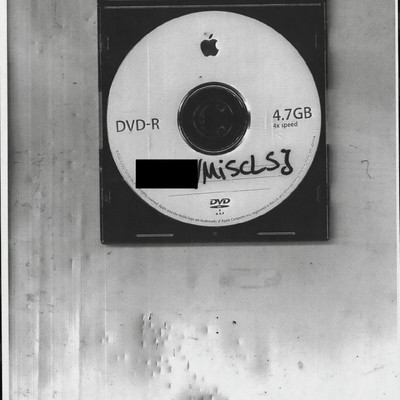 DVD-R
4.7GB
4x speed
/MiscLSJ
DVD